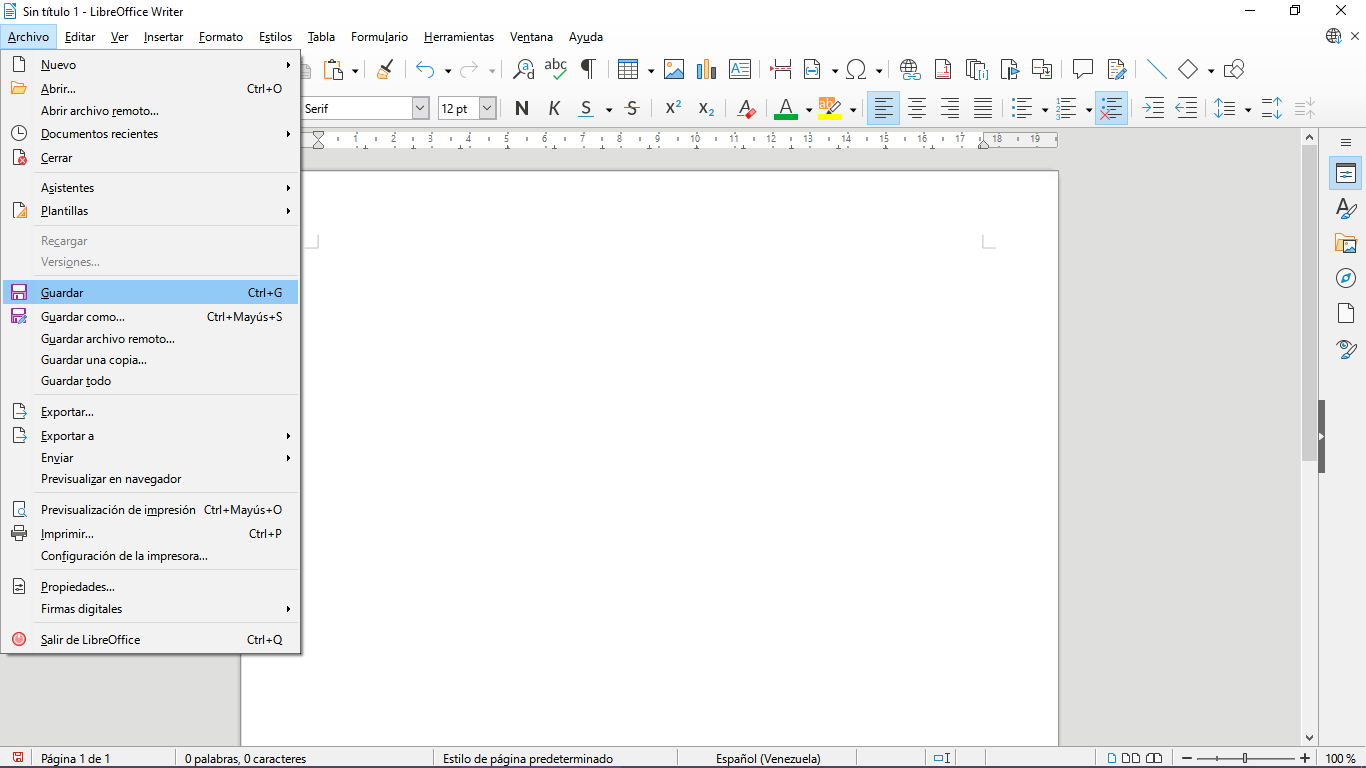 Sin título 1 - LibreOffice Writer
Archivo Editar Ver Insertar Formato Estilos Tabla Formulario Herramientas Ventana Ayuda
Nuevo
Abrir... Ctrl+O
Abrir archivo remoto...
Documentos recientes
Cerrar
Asistentes
Plantillas
Recargar
Versiones...
Guardar Ctrl+G
Guardar como... Ctrl+Mayús+S
Guardar archivo remoto...
Guardar una copia...
Guardar todo
Exportar...
Exportar a
Enviar
Previsualizar en navegador
Previsualización de impresión Ctrl+Mayús+O
Imprimir... Ctrl+P
Configuración de la impresora...
Propiedades...
Firmas digitales
Salir de LibreOffice Ctrl+Q
abc
Serif 12 pt N K S S X² X₂ A A ab
1 2 3 4 5 6 7 8 9 10 11 12 13 14 15 16 17 18 19
Página 1 de 1 0 palabras, 0 caracteres Estilo de página predeterminado Español (Venezuela) 100 %